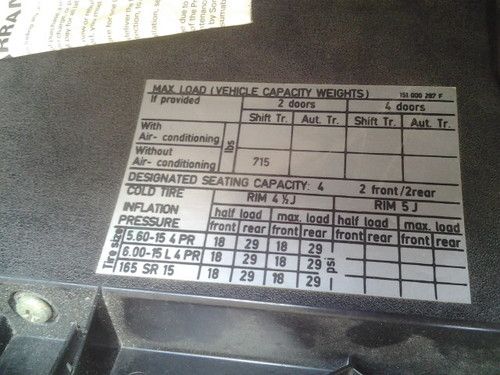 MAX. LOAD (VEHICLE CAPACITY WEIGHTS) 151 000 287 F
If provided 2 doors 4 doors
Shift Tr. Aut. Tr. Shift Tr. Aut. Tr.
With
Air- conditioning
lbs
Without
Air- conditioning 715
DESIGNATED SEATING CAPACITY: 4 2 front/2rear
COLD TIRE
INFLATION
PRESSURE
RIM 4 ½ J RIM 5 J
half load max. load half load max. load
front rear front rear front rear front rear
Tire size
5.60-15 4 PR 18 29 18 29
6.00-15 L 4 PR 18 29 18 29
165 SR 15 18 29 18 29
psi